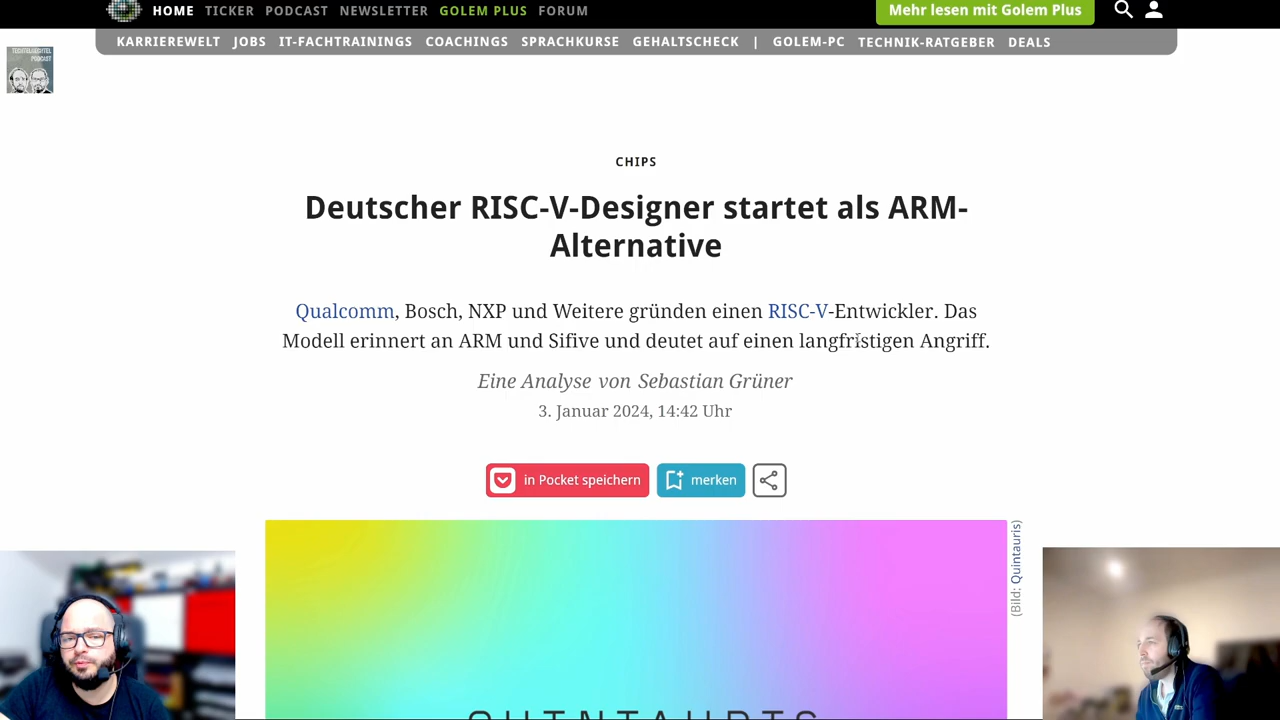 HOME TICKER PODCAST NEWSLETTER GOLEM PLUS FORUM Mehr lesen mit Golem Plus
KARRIEREWELT JOBS IT-FACHTRAININGS COACHINGS SPRACHKURSE GEHALTSCHECK | GOLEM-PC TECHNIK-RATGEBER DEALS
PODCAST
CHIPS
Deutscher RISC-V-Designer startet als ARM-
Alternative
Qualcomm, Bosch, NXP und Weitere gründen einen RISC-V-Entwickler. Das
Modell erinnert an ARM und Sifive und deutet auf einen langfristigen Angriff.
Eine Analyse von Sebastian Grüner
3. Januar 2024, 14:42 Uhr
in Pocket speichern
merken
(Bild: Quintauris)
QUINTAURIS